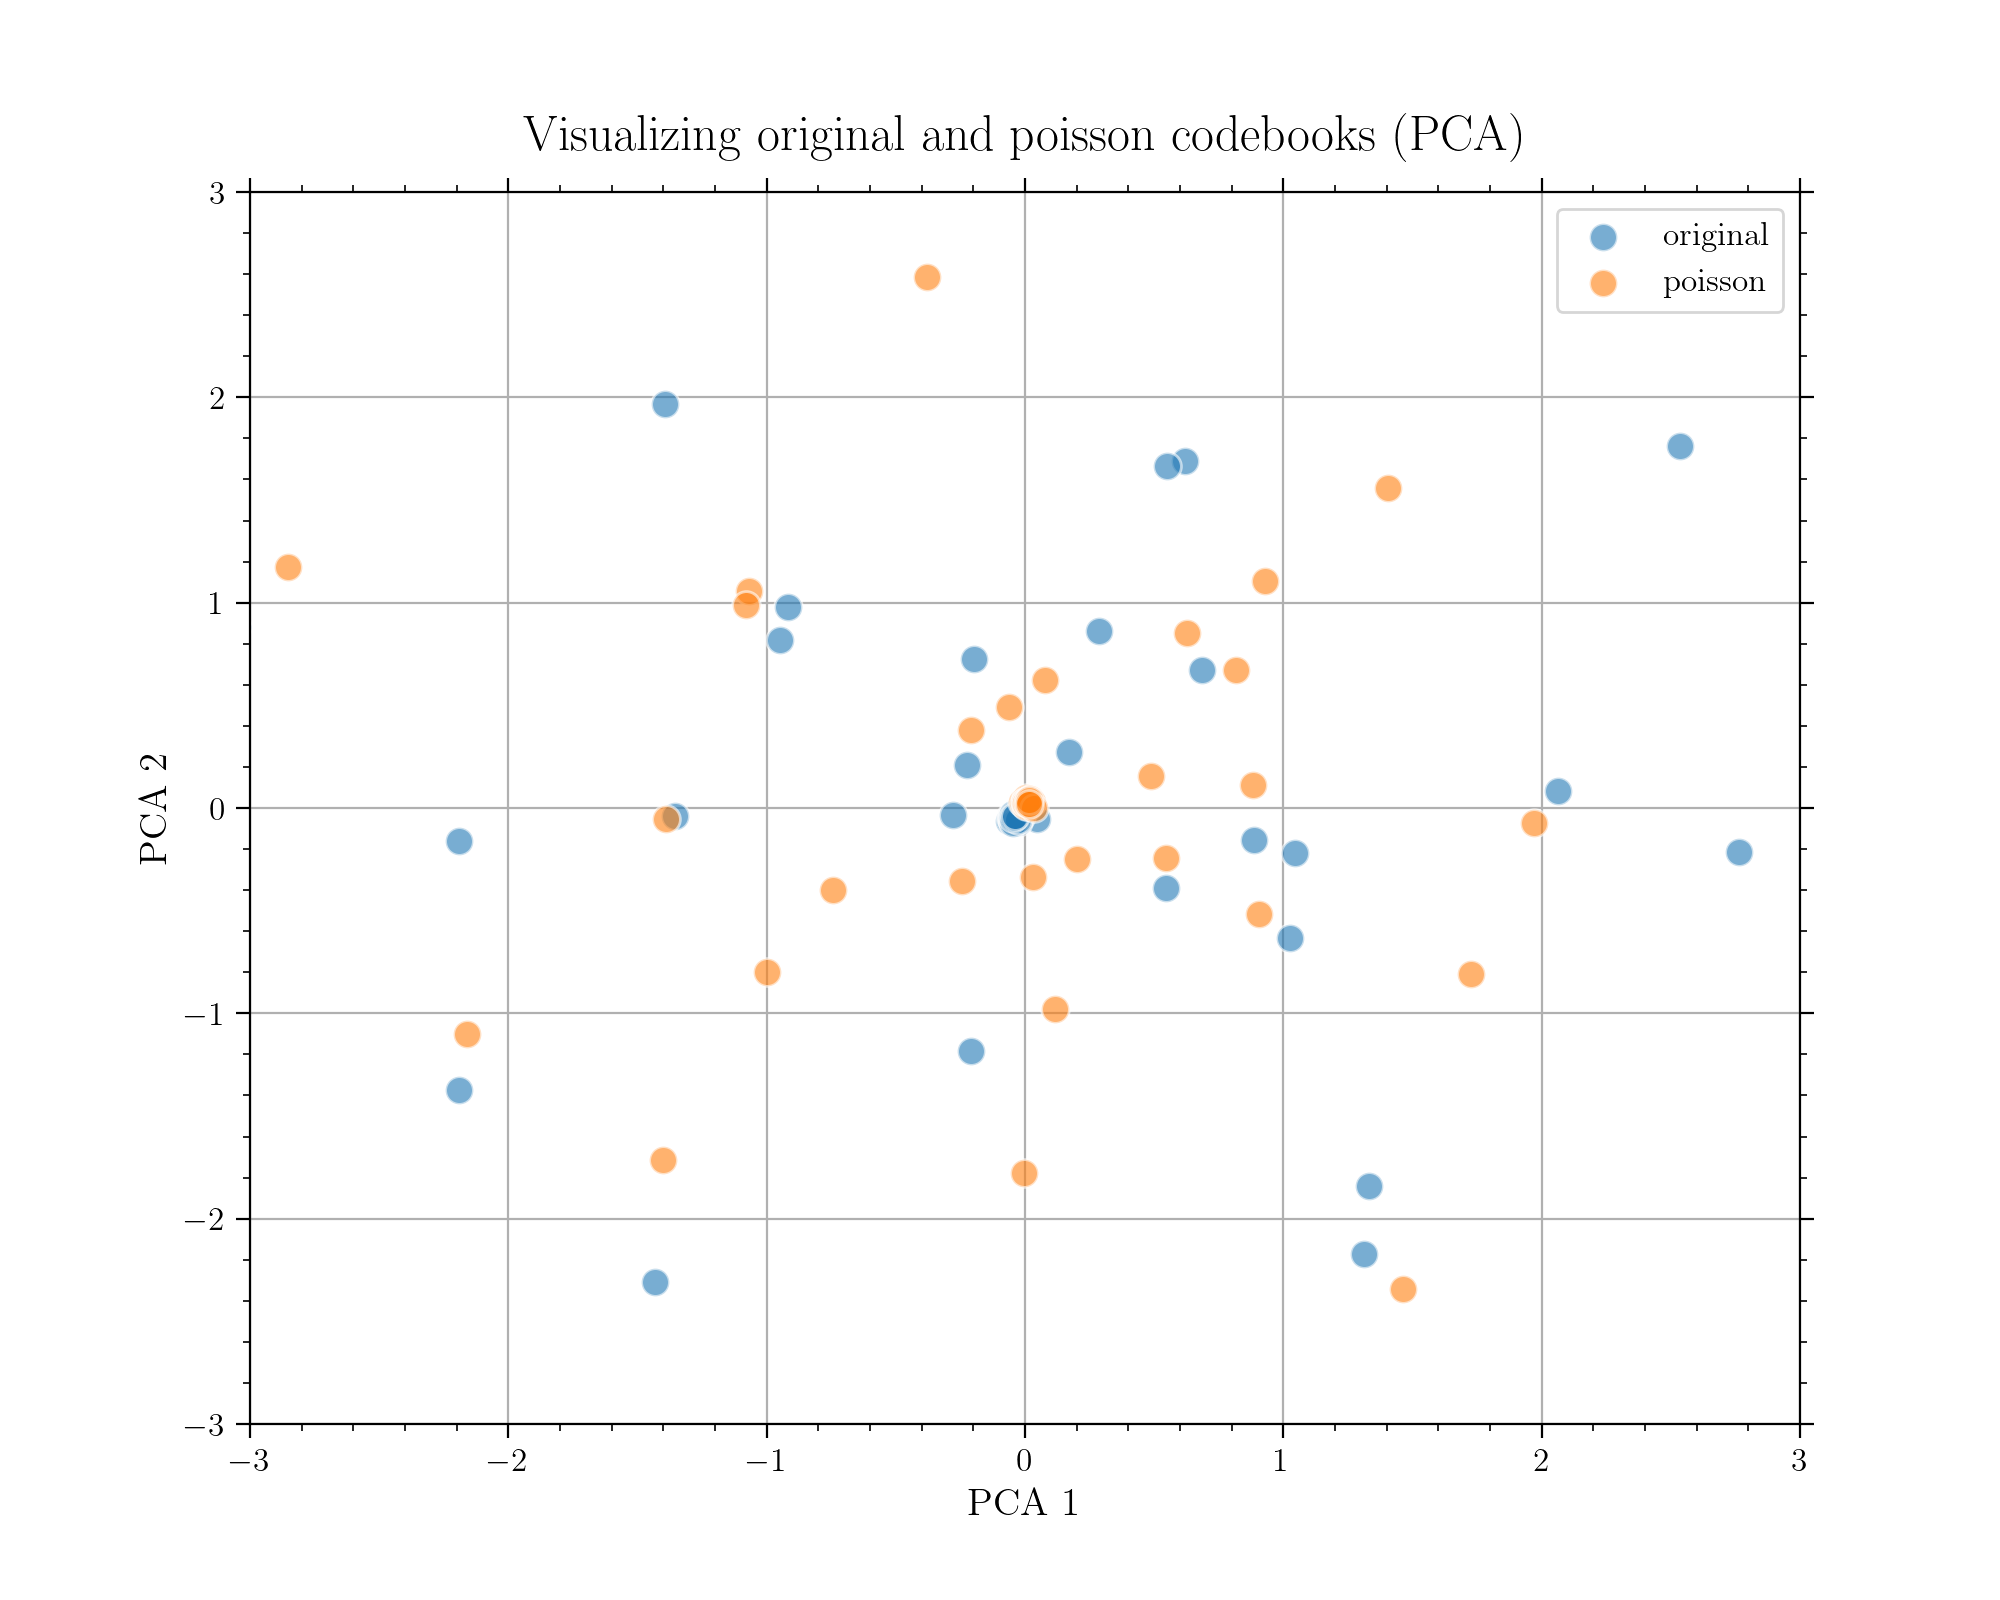 Visualizing original and poisson codebooks (PCA)
original
poisson
3
2
1
0
−1
−2
−3
PCA 2
−3 −2 −1 0 1 2 3
PCA 1